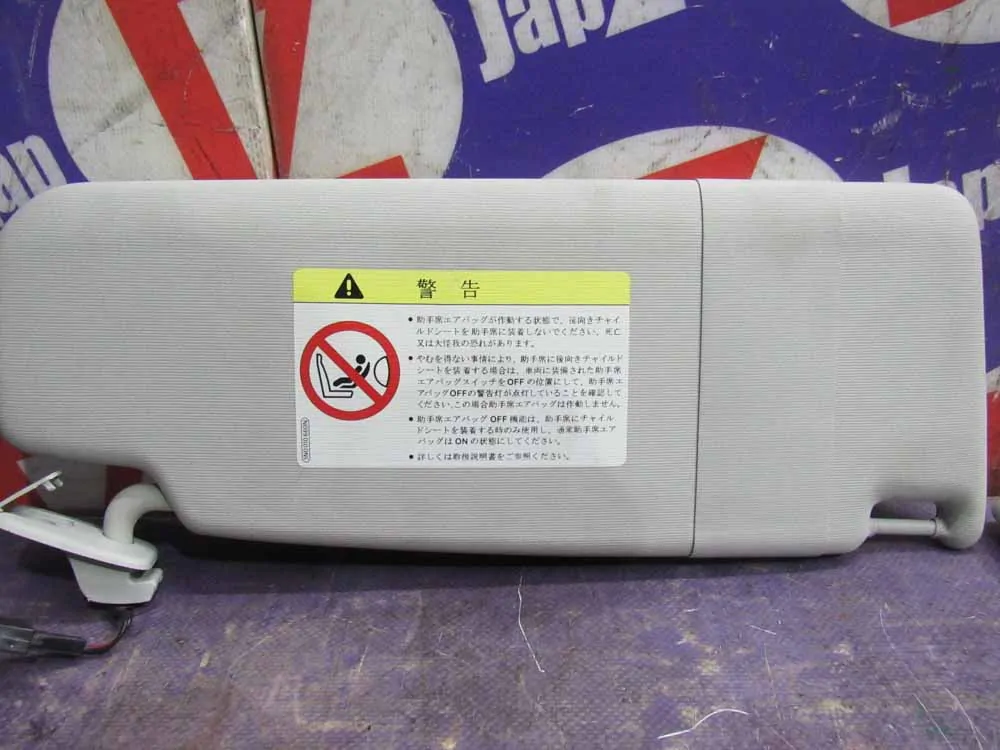 JapZ
Japan
Jap
警 告
● 助手席エアバッグが作動する状態で、後向きチャイ
ルドシートを助手席に装着しないでください。死亡
又は大怪我の恐れがあります。
● やむを得ない事情により、助手席に後向きチャイルド
シートを装着する場合は、車両に装備された助手席
エアバッグスイッチをOFF の位置にして、助手席エ
アバッグOFFの警告灯が点灯していることを確認して
ください。この場合助手席エアバッグは作動しません。
● 助手席エアバッグ OFF 機能は、助手席にチャイル
ドシートを装着する時のみ使用し、通常助手席エア
バッグは ON の状態にしてください。
● 詳しくは取扱説明書をご参照ください。